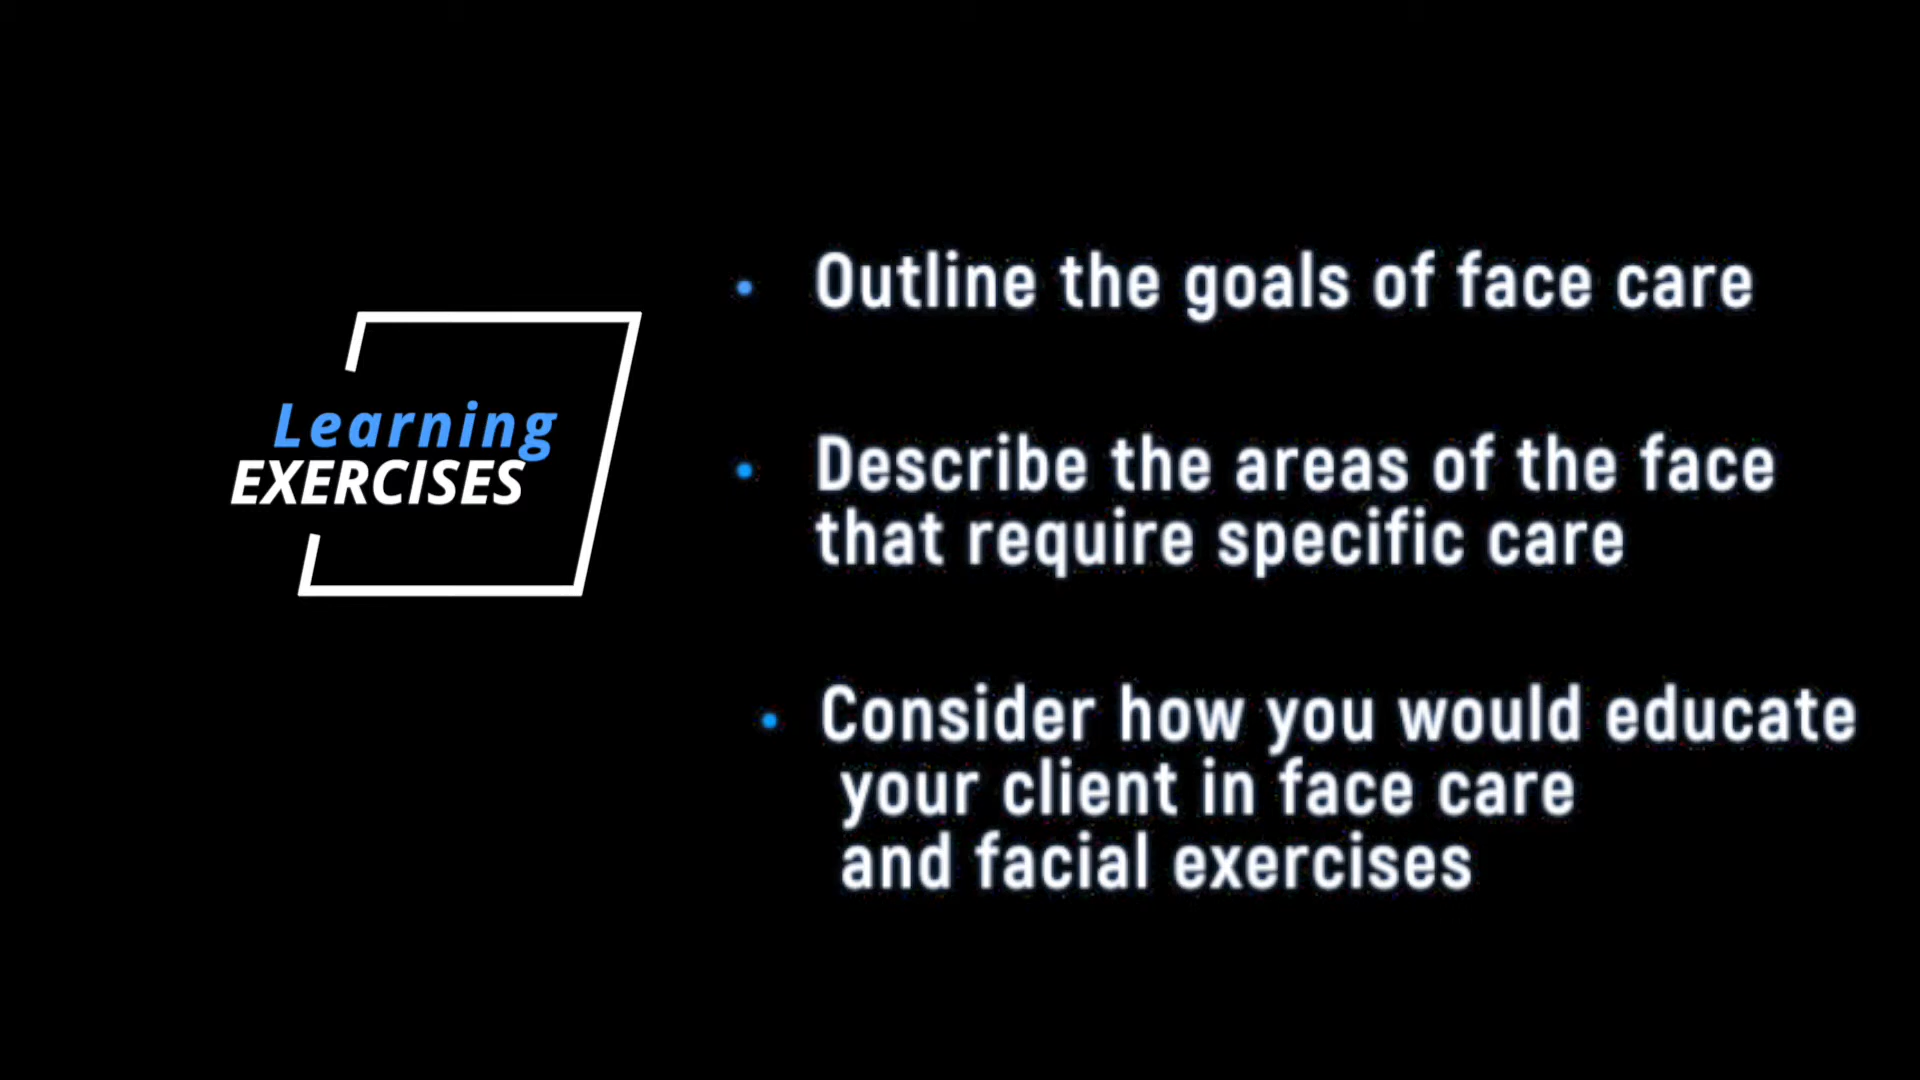 Learning
EXERCISES
• Outline the goals of face care
• Describe the areas of the face
that require specific care
• Consider how you would educate
your client in face care
and facial exercises